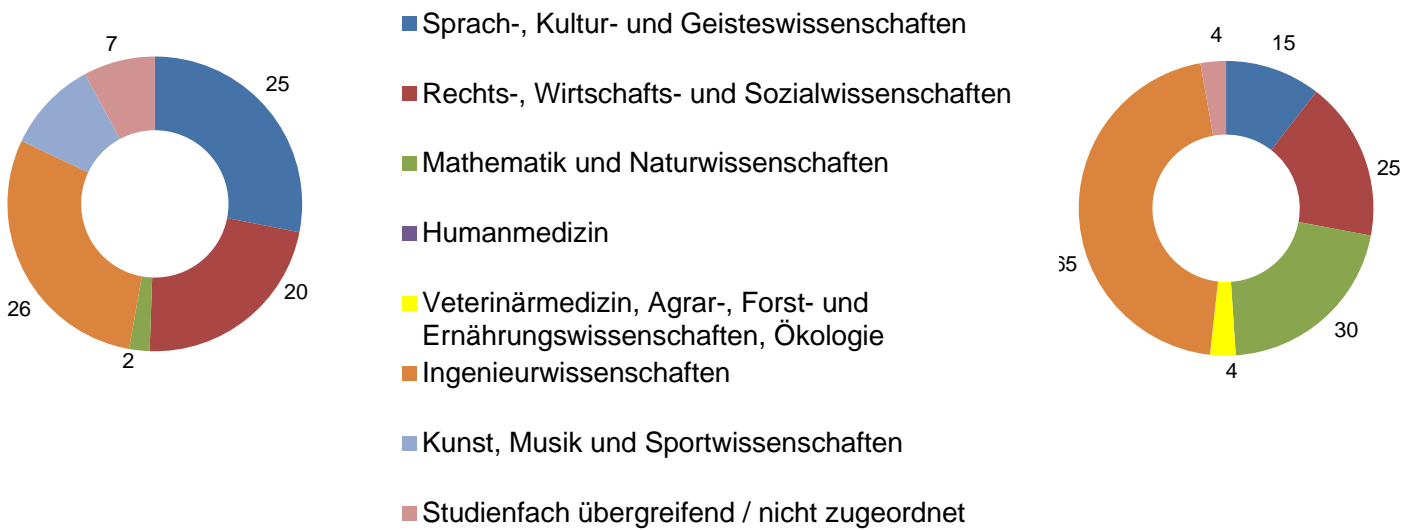 7
25
20
2
26
Sprach-, Kultur- und Geisteswissenschaften
Rechts-, Wirtschafts- und Sozialwissenschaften
Mathematik und Naturwissenschaften
Humanmedizin
Veterinärmedizin, Agrar-, Forst- und
Ernährungswissenschaften, Ökologie
Ingenieurwissenschaften
Kunst, Musik und Sportwissenschaften
Studienfach übergreifend / nicht zugeordnet
4
15
25
30
4
65